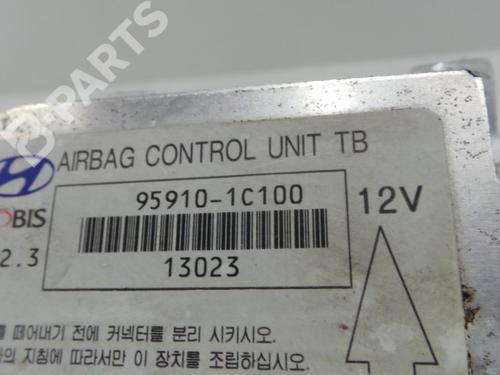 B-PARTS
AIRBAG CONTROL UNIT TB
95910-1C100
12V
OBIS
2.3
13023
떼어내기 전에 커넥터를 분리 시키시오.
지침에 따라서만 이 장치를 조립하십시오.